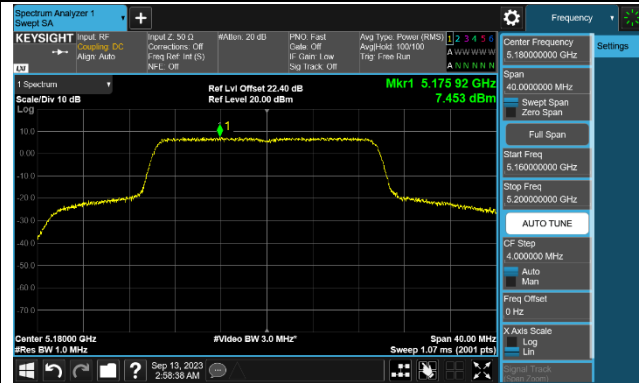 Spectrum Analyzer 1
Swept SA
Frequency
KEYSIGHT
Input: RF
Coupling: DC
Align: Auto
Input Z: 50 Ω
Corrections: Off
Freq Ref: Int (S)
NFE: Off
#Atten: 20 dB
PNO: Fast
Gate: Off
IF Gain: Low
Sig Track: Off
Avg Type: Power (RMS)
Avg|Hold: 100/100
Trig: Free Run
1 2 3 4 5 6
A W W W W W
A N N N N N
LXI
1 Spectrum
Scale/Div 10 dB
Log
Ref Lvl Offset 22.40 dB
Ref Level 20.00 dBm
Mkr1 5.175 92 GHz
7.453 dBm
1
10.0
0.00
-10.0
-20.0
-30.0
-40.0
-50.0
-60.0
-70.0
Center 5.18000 GHz
#Res BW 1.0 MHz
#Video BW 3.0 MHz*
Span 40.00 MHz
Sweep 1.07 ms (2001 pts)
Center Frequency
5.180000000 GHz
Span
40.0000000 MHz
Swept Span
Zero Span
Full Span
Start Freq
5.160000000 GHz
Stop Freq
5.200000000 GHz
AUTO TUNE
CF Step
4.000000 MHz
Auto
Man
Freq Offset
0 Hz
X Axis Scale
Log
Lin
Signal Track
(Span Zoom)
Settings
?
Sep 13, 2023
2:58:38 AM